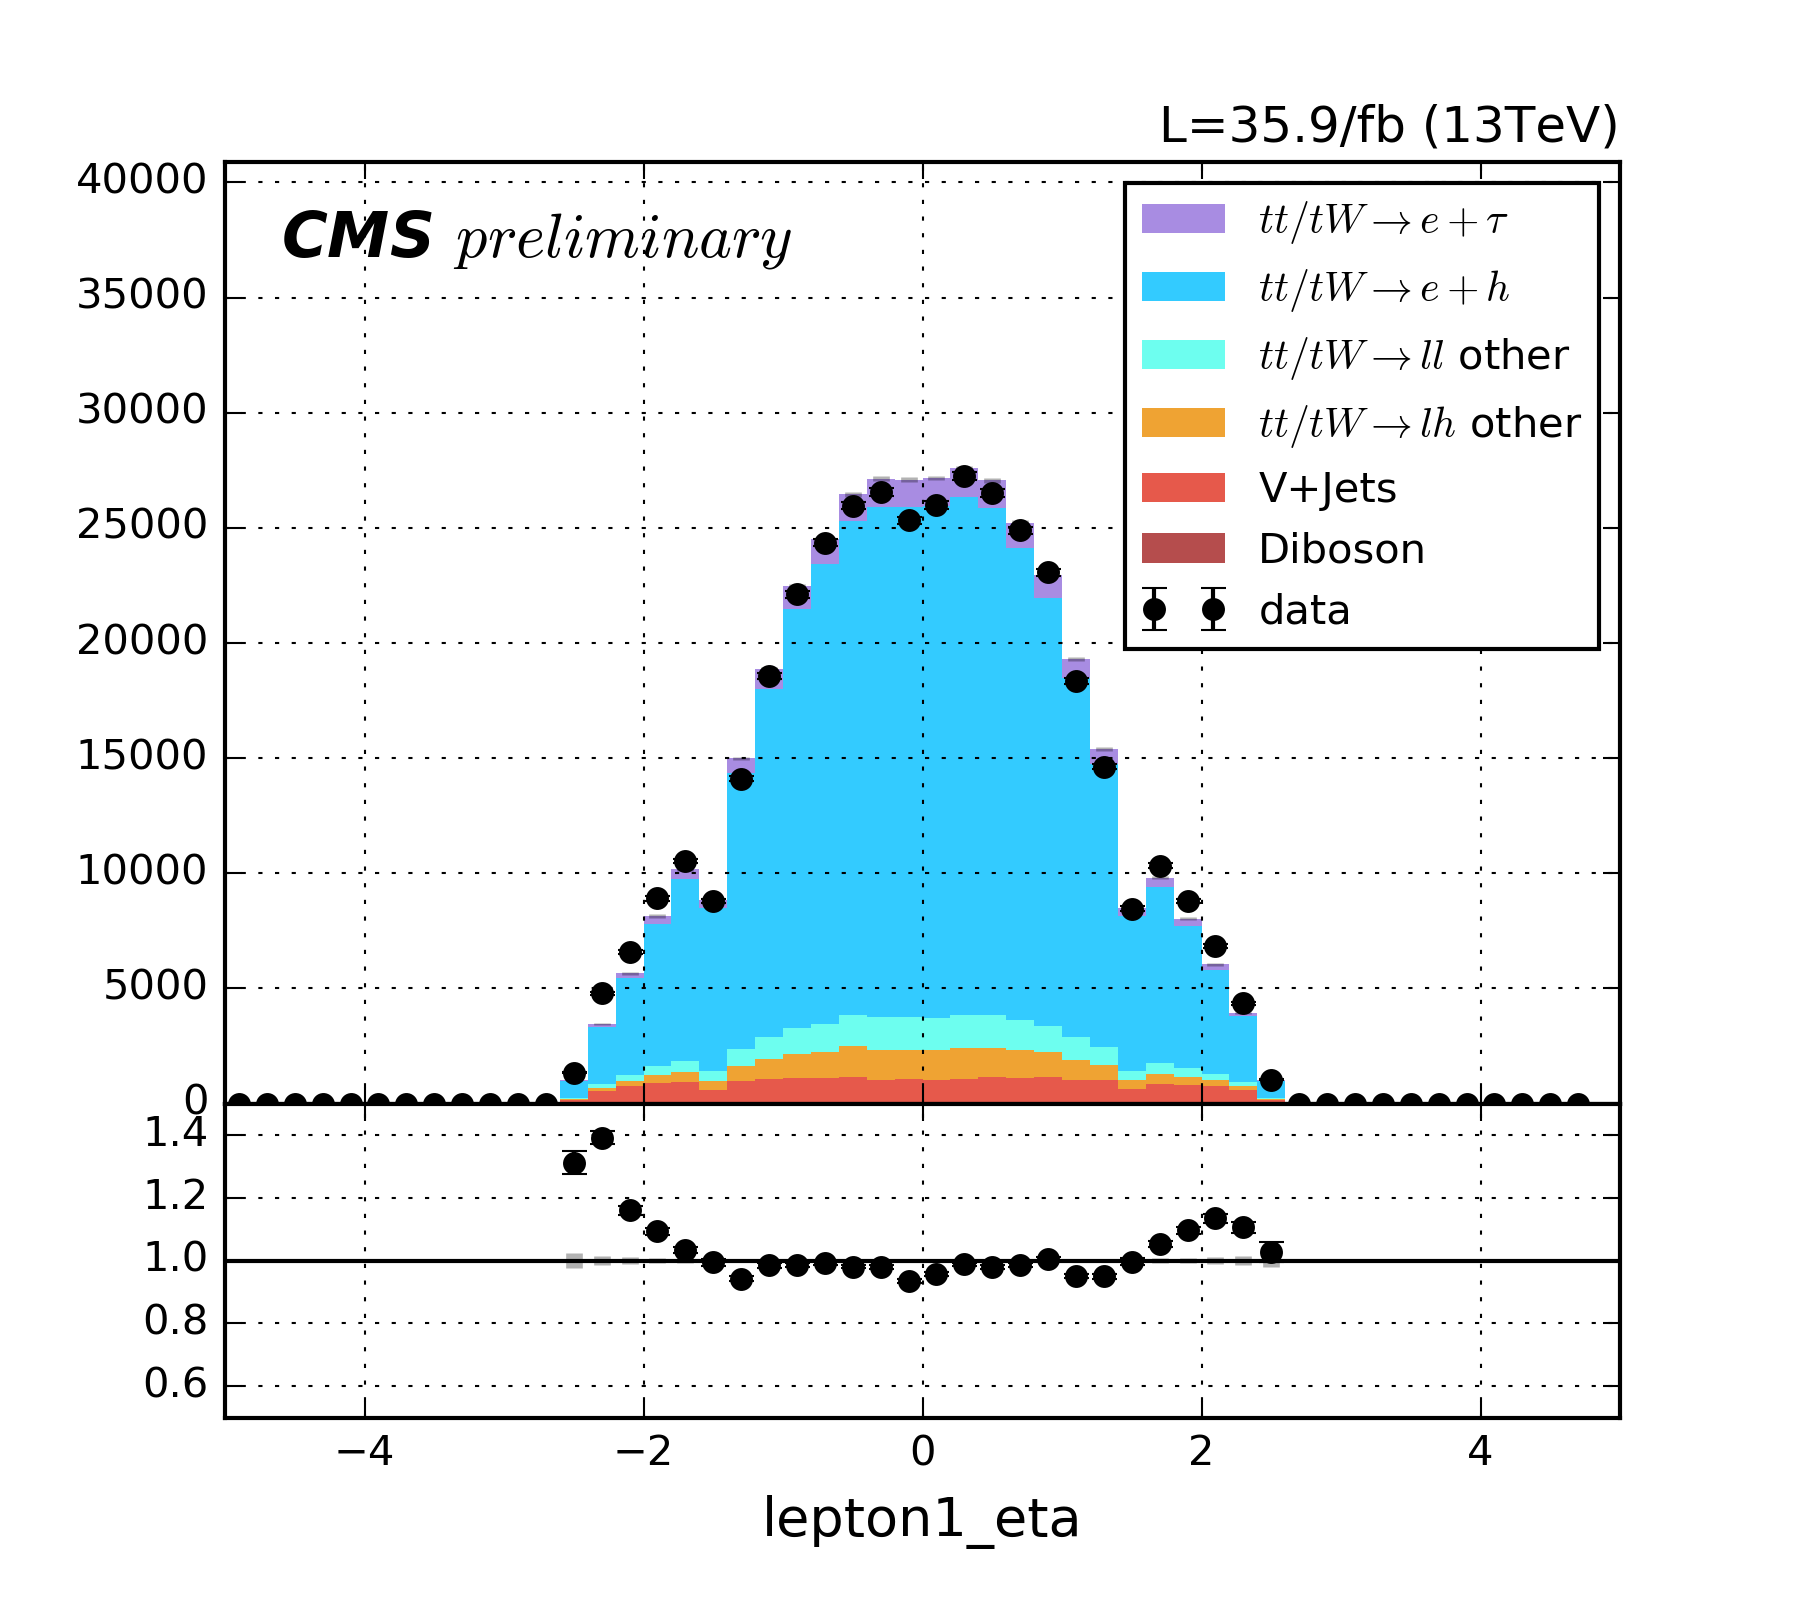 L=35.9/fb (13TeV)
40000
35000
30000
25000
20000
15000
10000
5000
0
CMS preliminary
tt/tW→e+τ
tt/tW→e+h
tt/tW→ll other
tt/tW→lh other
V+Jets
Diboson
data
1.4
1.2
1.0
0.8
0.6
−4 −2 0 2 4
lepton1_eta